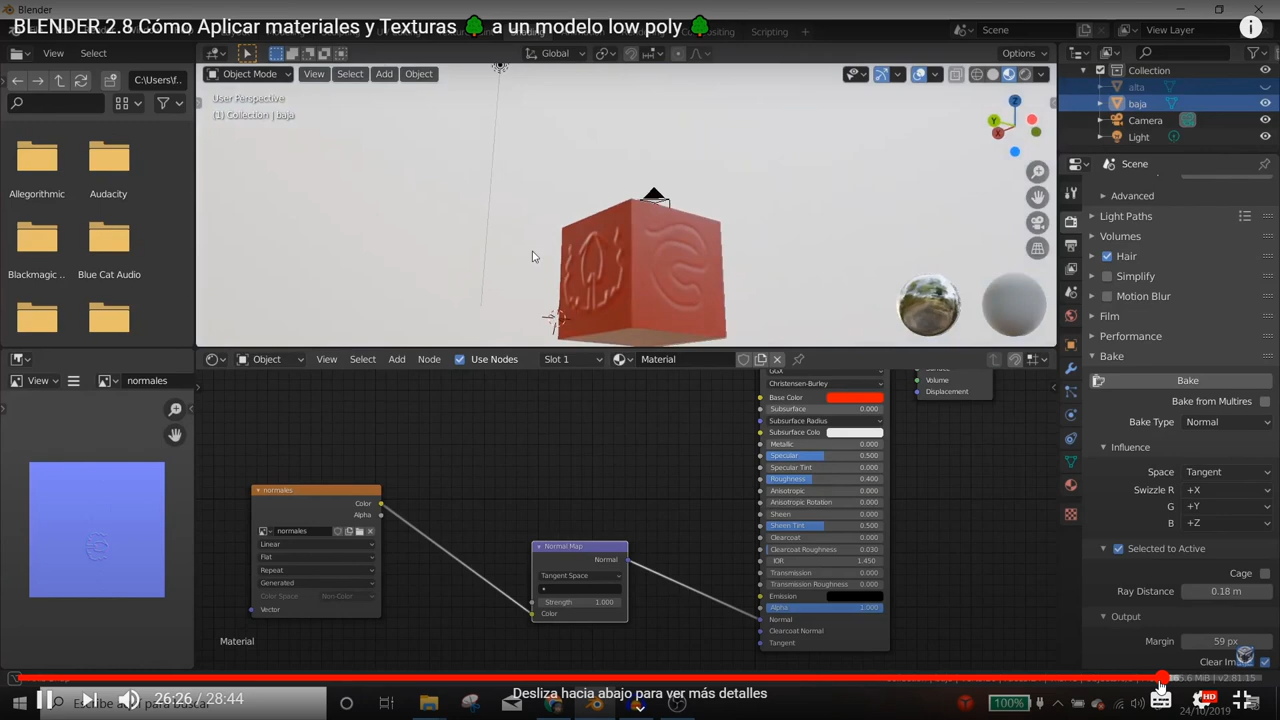 Blender
BLENDER 2.8 Cómo Aplicar materiales y Texturas 🌳 a un modelo low poly 🌳
Scripting
Scene
View Layer
View
Select
C:\Users\f..
Global
Options
Object Mode
View
Select
Add
Object
User Perspective
(1) Collection | baja
Allegorithmic
Audacity
Blackmagic ..
Blue Cat Audio
Collection
alta
baja
Camera
Light
Scene
Advanced
Light Paths
Volumes
Hair
Simplify
Motion Blur
Film
Performance
Bake
Bake
Bake from Multires
Bake Type
Normal
Influence
Space
Tangent
Swizzle R
+X
G
+Y
B
+Z
Selected to Active
Cage
Ray Distance
0.18 m
Output
Margin
59 px
Clear Image
View
normales
Object
View
Select
Add
Node
Use Nodes
Slot 1
Material
normales
Color
Alpha
normales
Linear
Flat
Repeat
Generated
Color Space
Non-Color
Vector
Material
Normal Map
Normal
Tangent Space
Strength
1.000
Color
GGX
Christensen-Burley
Base Color
Subsurface
0.000
Subsurface Radius
Subsurface Colo
Metallic
0.000
Specular
0.500
Specular Tint
0.000
Roughness
0.400
Anisotropic
0.000
Anisotropic Rotation
0.000
Sheen
0.000
Sheen Tint
0.500
Clearcoat
0.000
Clearcoat Roughness
0.030
IOR
1.450
Transmission
0.000
Transmission Roughness
0.000
Emission
Alpha
1.000
Normal
Clearcoat Normal
Tangent
Volume
Displacement
v2.81.15
26:26 / 28:44
Desliza hacia abajo para ver más detalles
100%
HD
24/10/2019